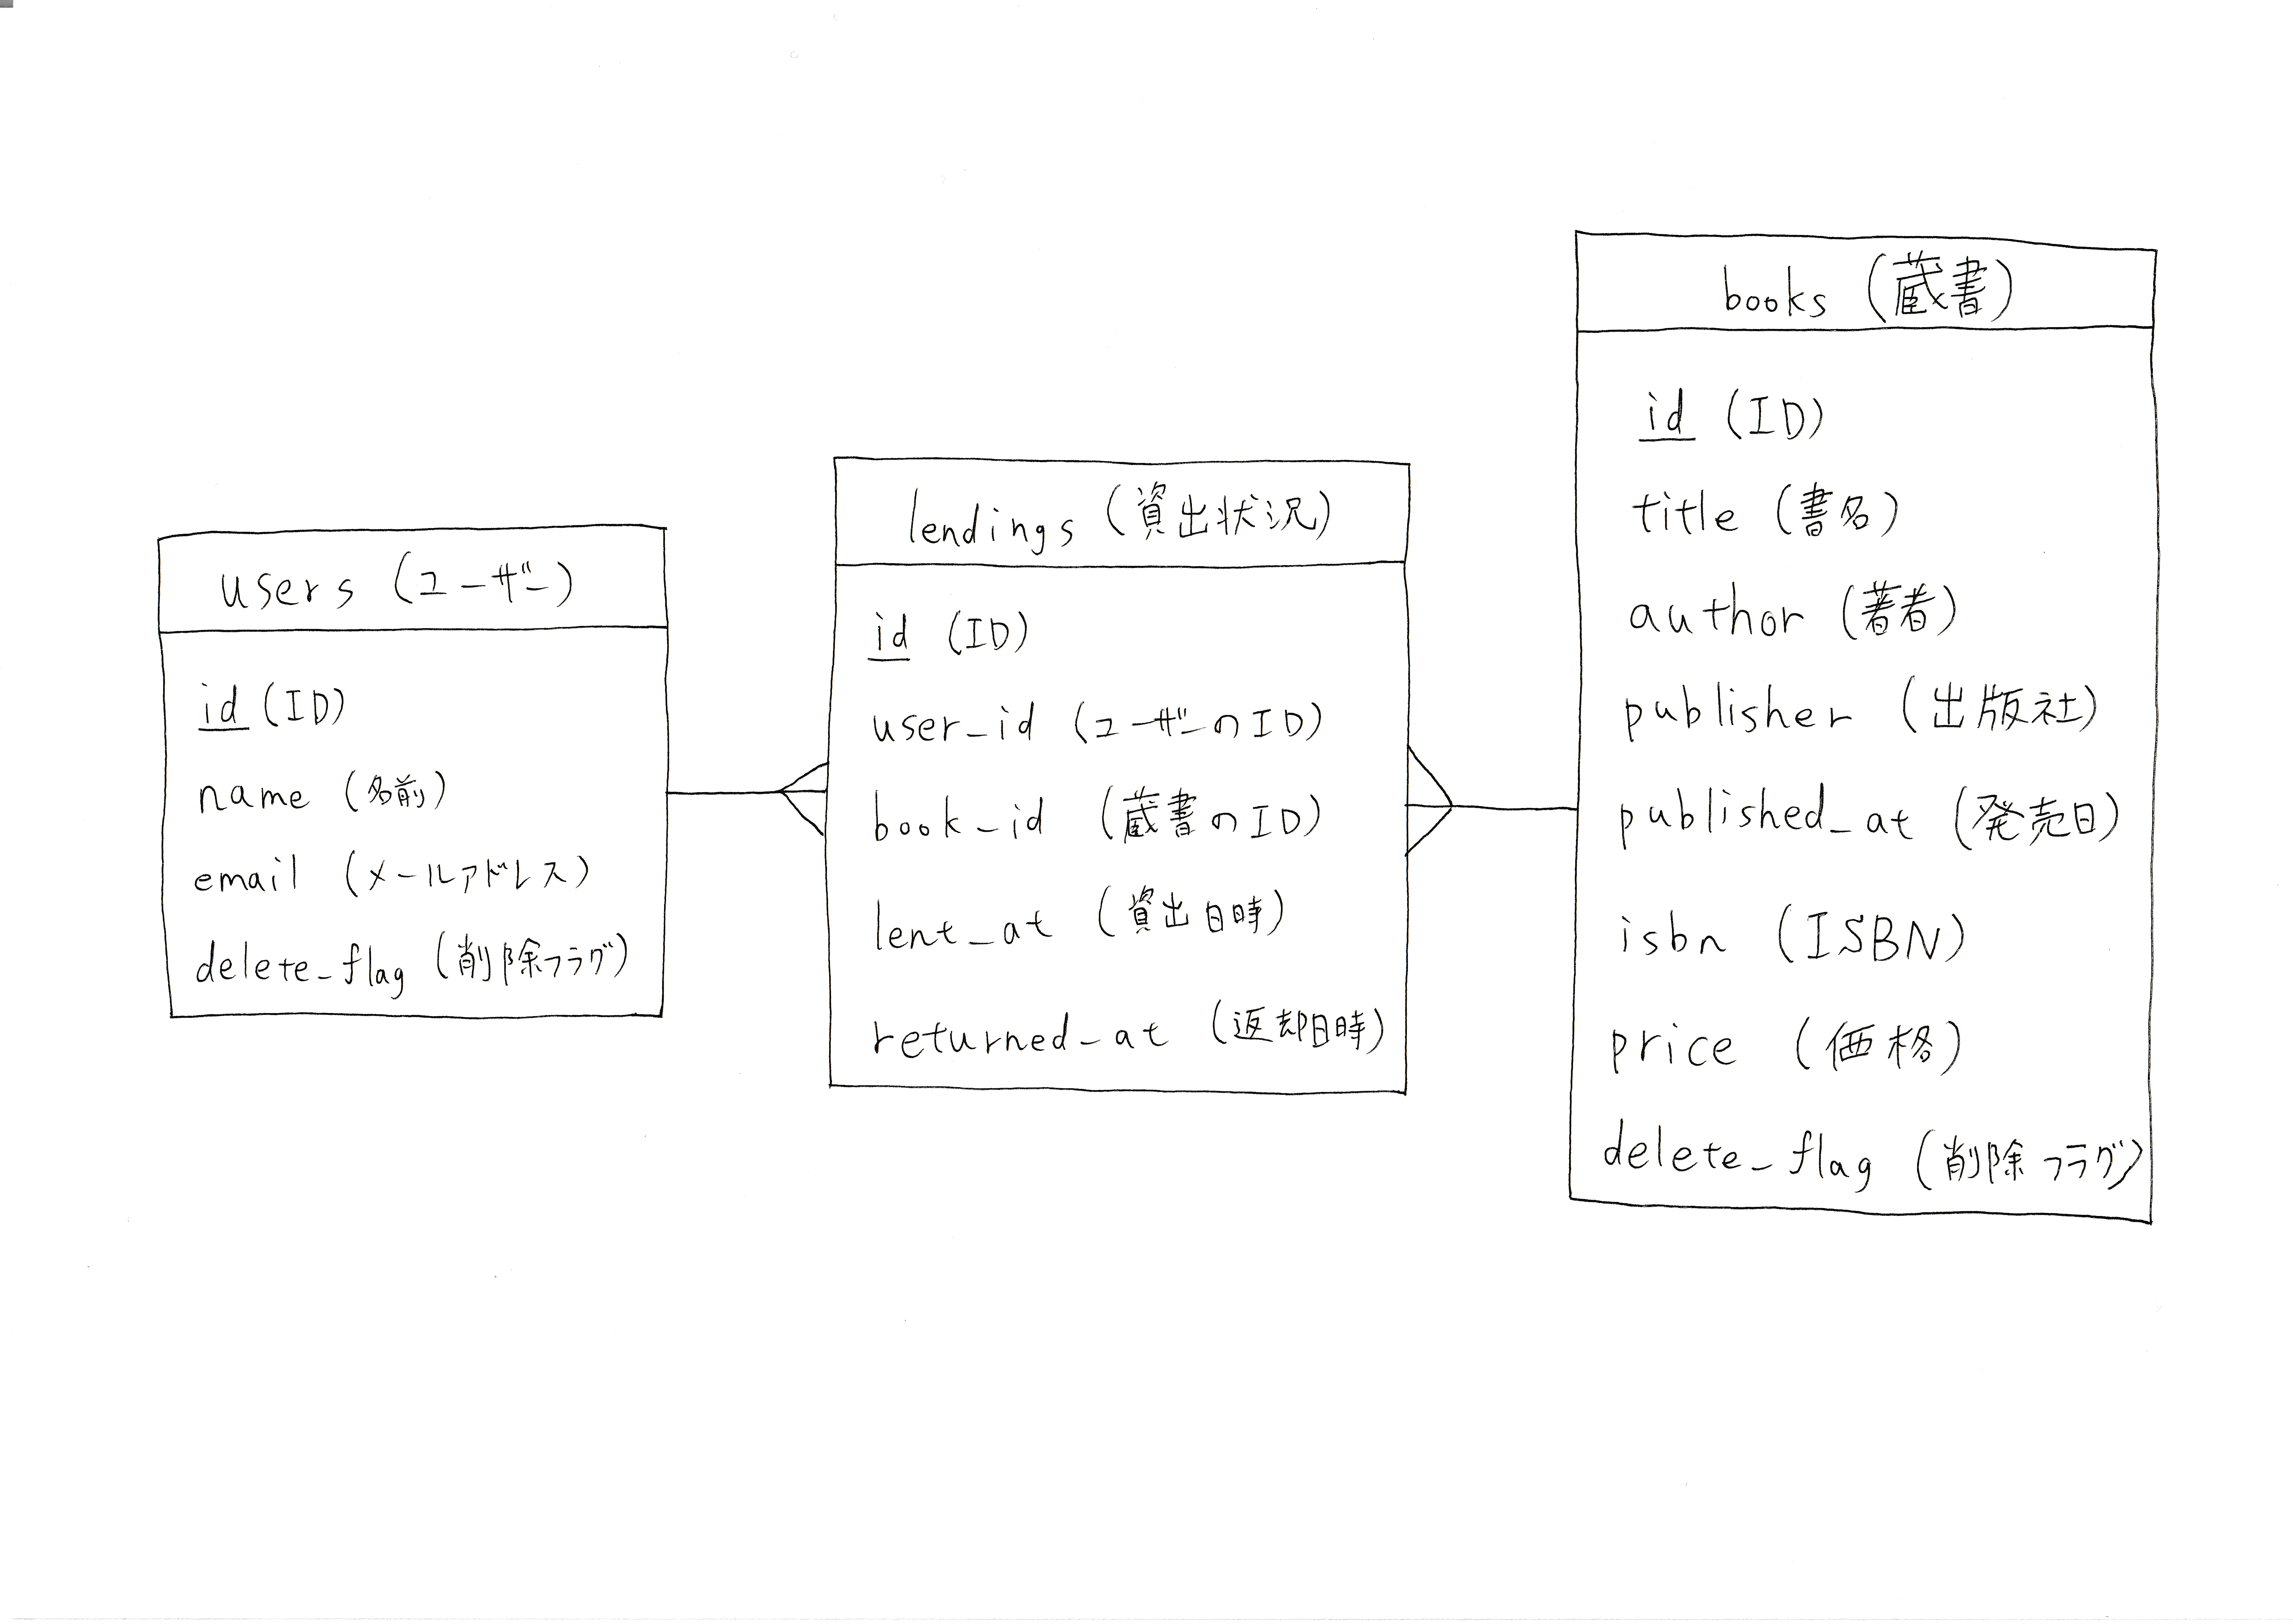 users (ユーザー)
id (ID)
name (名前)
email (メールアドレス)
delete_flag (削除フラグ)
lendings (資出状況)
id (ID)
user_id (ユーザーのID)
book_id (蔵書のID)
lent_at (資出日時)
returned_at (返却日時)
books (蔵書)
id (ID)
title (書名)
author (著者)
publisher (出版社)
published_at (発売日)
isbn (ISBN)
price (価格)
delete_flag (削除フラグ)